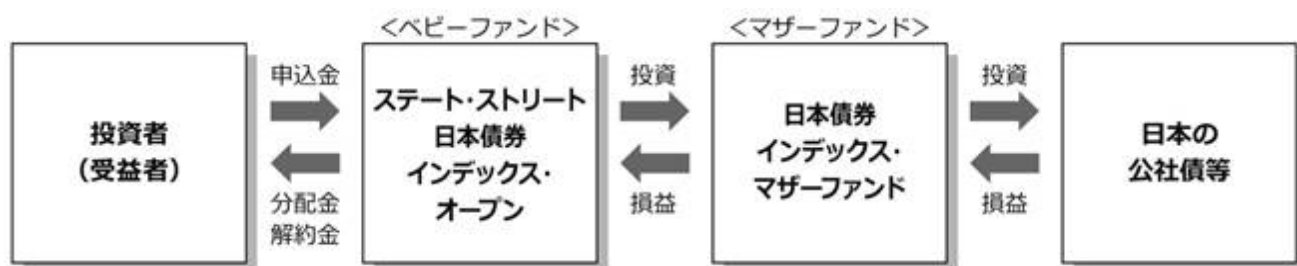 <ベビーファンド>
<マザーファンド>
投資者
(受益者)
申込金
分配金
解約金
ステート・ストリート
日本債券
インデックス・
オープン
投資
損益
日本債券
インデックス・
マザーファンド
投資
損益
日本の
公社債等